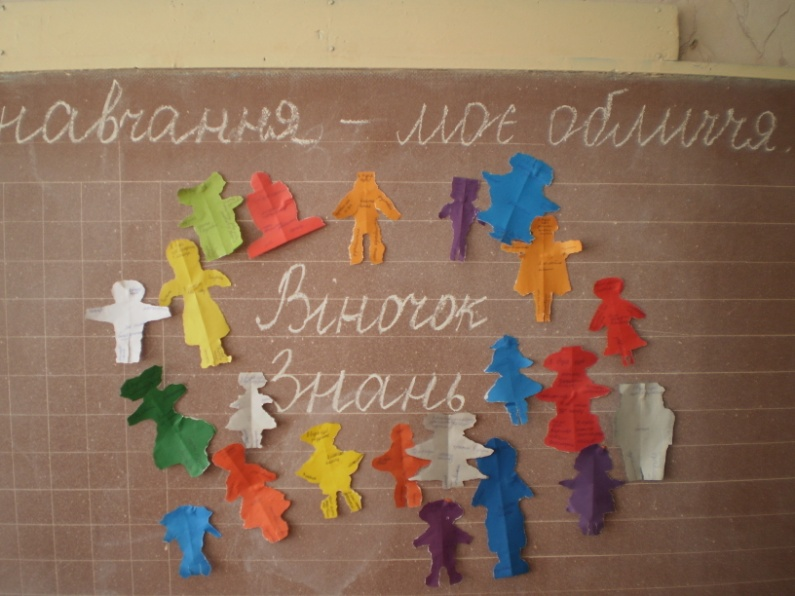 навчання – моє обличчя.
Віночок
Знань